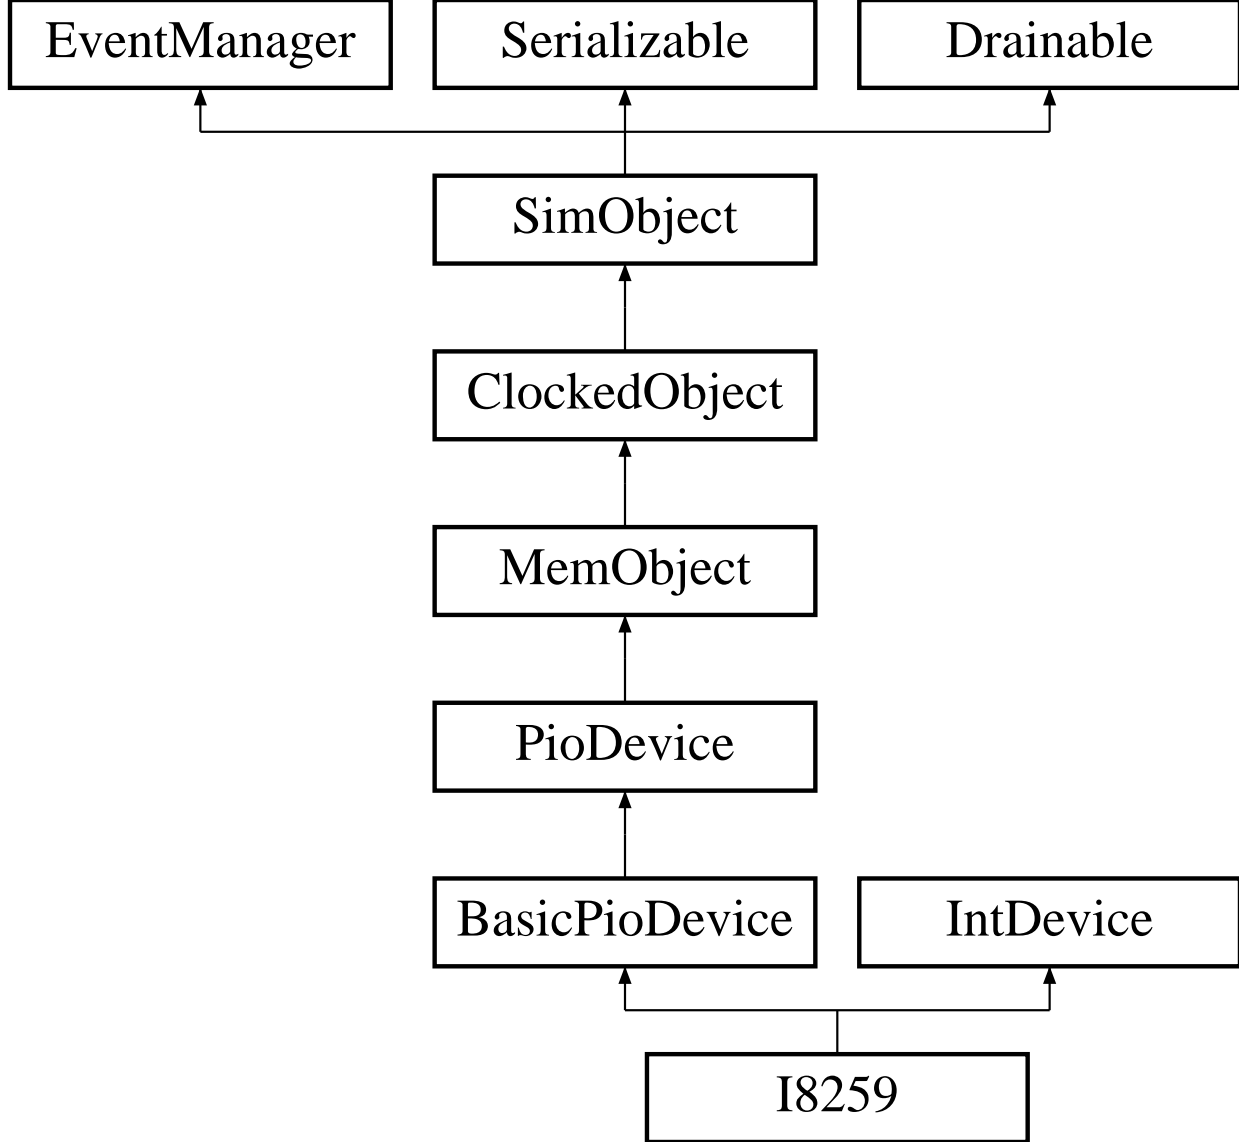 EventManager
Serializable
Drainable
SimObject
ClockedObject
MemObject
PioDevice
BasicPioDevice
IntDevice
I8259